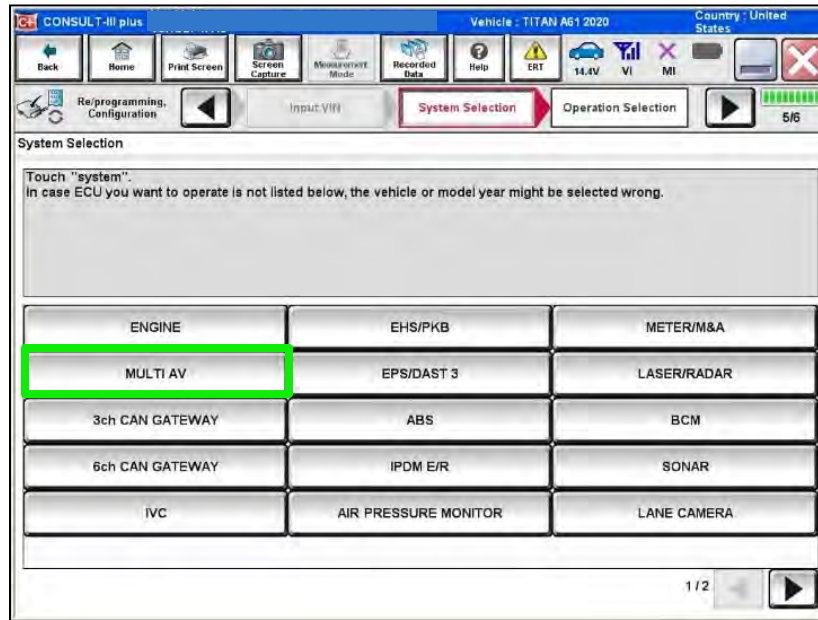 CONSULT-III plus
Vehicle : TITAN A61 2020
Country : United States
Back
Home
Print Screen
Screen Capture
Measurement Mode
Recorded Data
Help
ERT
14.4V
VI
MI
Re/programming, Configuration
Input VIN
System Selection
Operation Selection
5/6
System Selection
Touch "system".
In case ECU you want to operate is not listed below, the vehicle or model year might be selected wrong.
ENGINE
EHS/PKB
METER/M&A
MULTI AV
EPS/DAST 3
LASER/RADAR
3ch CAN GATEWAY
ABS
BCM
6ch CAN GATEWAY
IPDM E/R
SONAR
IVC
AIR PRESSURE MONITOR
LANE CAMERA
1/2